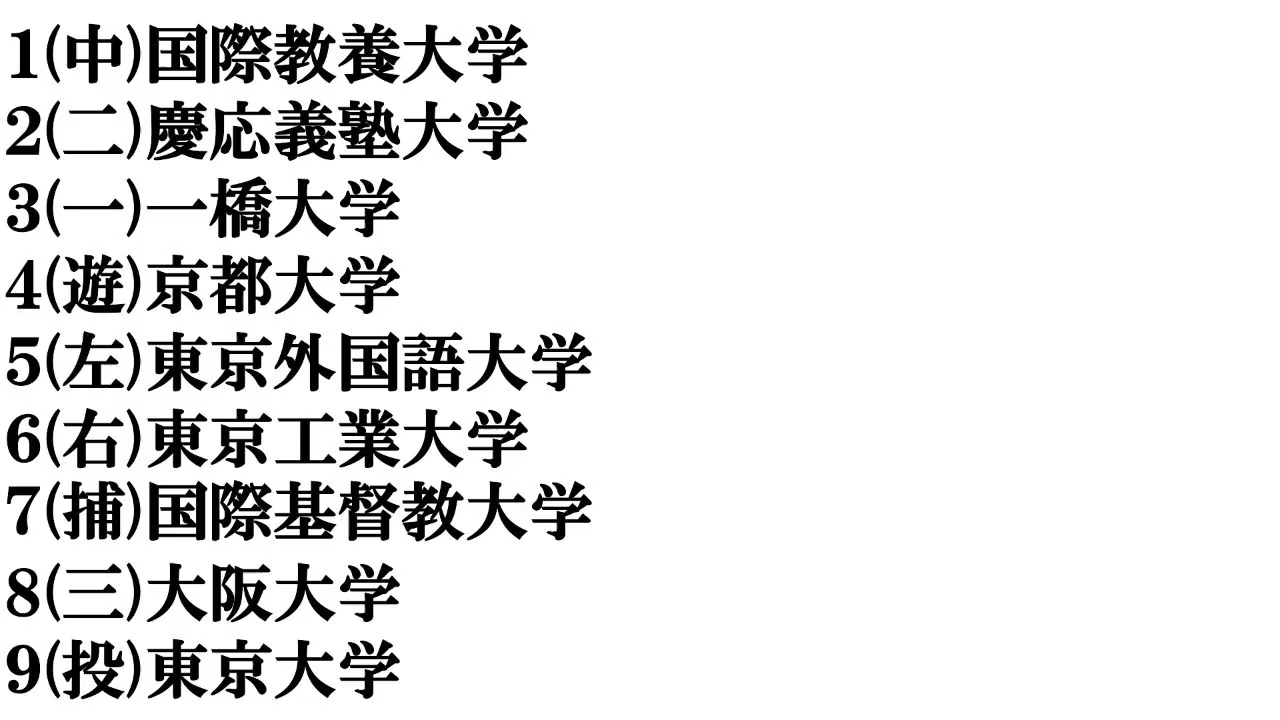 1(中)国際教養大学
2(二)慶応義塾大学
3(一)一橋大学
4(遊)京都大学
5(左)東京外国語大学
6(右)東京工業大学
7(捕)国際基督教大学
8(三)大阪大学
9(投)東京大学